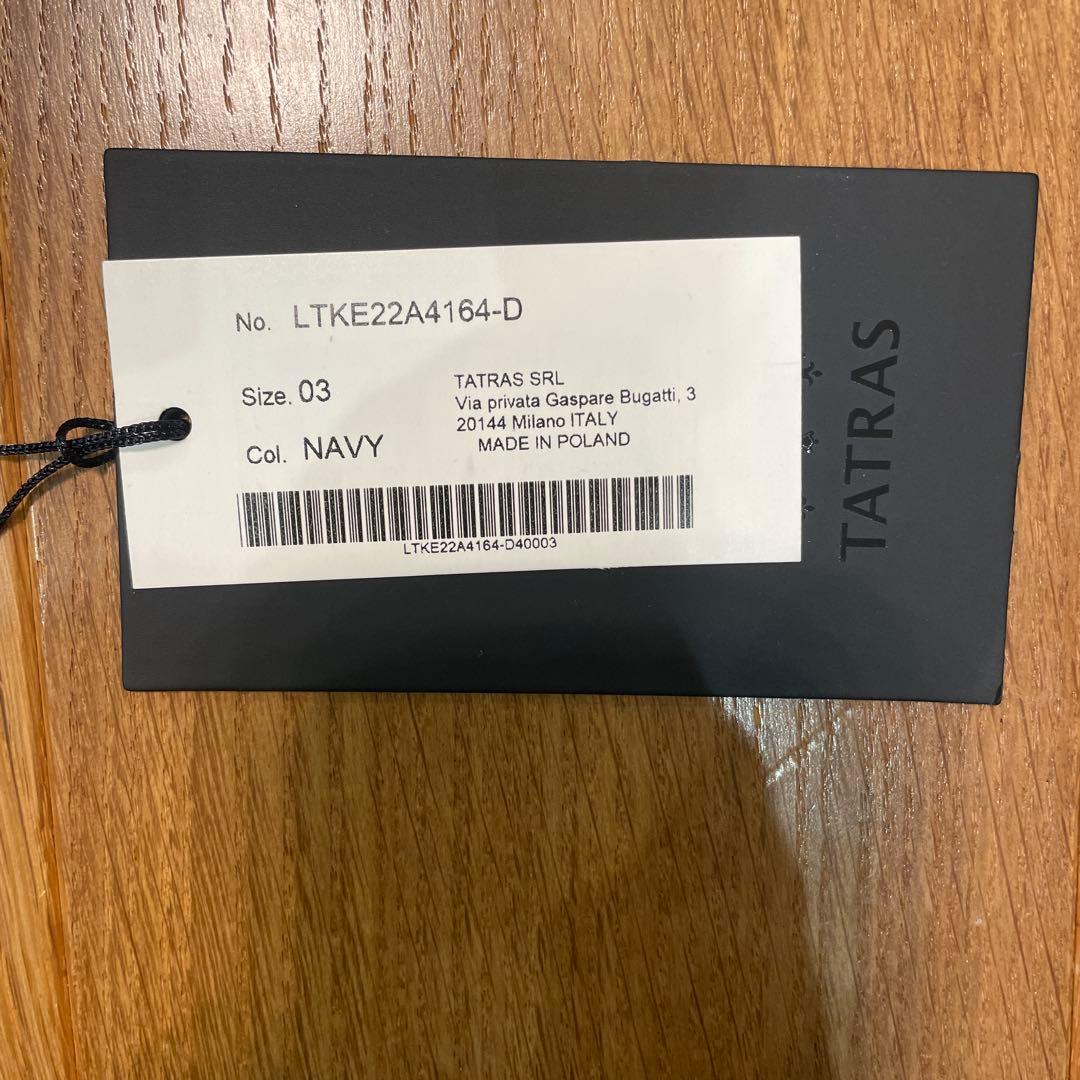 No. LTKE22A4164-D
Size. 03
Col. NAVY
TATRAS SRL
Via privata Gaspare Bugatti, 3
20144 Milano ITALY
MADE IN POLAND
LTKE22A4164-D40003
TATRAS